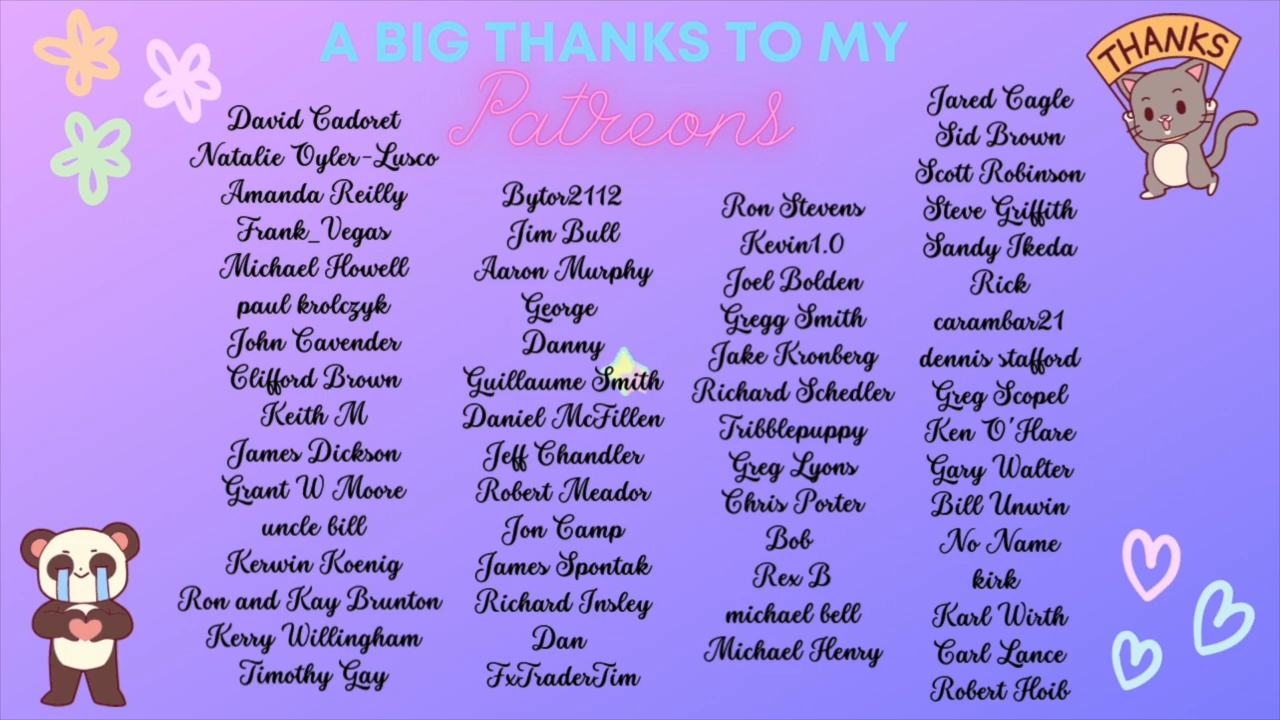 A BIG THANKS TO MY
Patreons
THANKS
David Cadoret
Natalie Oyler-Lusco
Amanda Reilly
Frank_Vegas
Michael Howell
paul krolczyk
John Cavender
Clifford Brown
Keith M
James Dickson
Grant W Moore
uncle bill
Kerwin Koenig
Ron and Kay Brunton
Kerry Willingham
Timothy Gay
Bytor2112
Jim Bull
Aaron Murphy
George
Danny
Guillaume Smith
Daniel McFillen
Jeff Chandler
Robert Meador
Jon Camp
James Spontak
Richard Insley
Dan
FxTraderTim
Ron Stevens
Kevin1.0
Joel Bolden
Gregg Smith
Jake Kronberg
Richard Schedler
Tribblepuppy
Greg Lyons
Chris Porter
Bob
Rex B
michael bell
Michael Henry
Jared Cagle
Sid Brown
Scott Robinson
Steve Griffith
Sandy Ikeda
Rick
carambar21
dennis stafford
Greg Scopel
Ken O'Hare
Gary Walter
Bill Unwin
No Name
kirk
Karl Wirth
Carl Lance
Robert Hoib